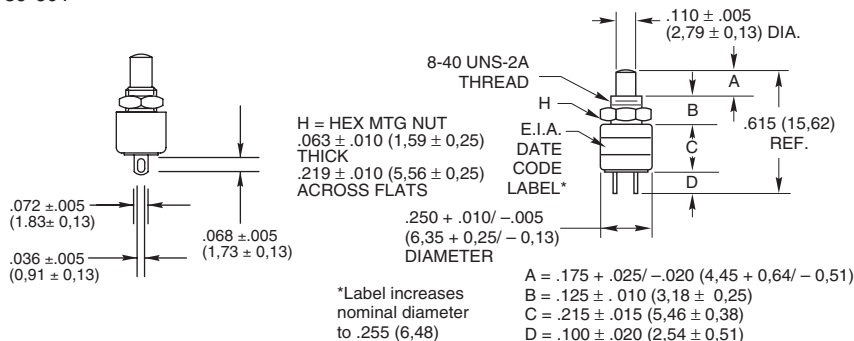 .110 ± .005
(2,79 ± 0,13) DIA.
8-40 UNS-2A
THREAD
A
H
B
H = HEX MTG NUT
.063 ± .010 (1,59 ± 0,25)
THICK
.219 ± .010 (5,56 ± 0,25)
ACROSS FLATS
E.I.A.
DATE
CODE
LABEL*
C
.615 (15,62)
REF.
D
.072 ±.005
(1.83± 0,13)
.068 ±.005
(1,73 ± 0,13)
.036 ±.005
(0,91 ± 0,13)
.250 + .010/ –.005
(6,35 + 0,25/ – 0,13)
DIAMETER
*Label increases
nominal diameter
to .255 (6,48)
A = .175 + .025/ –.020 (4,45 + 0,64/ – 0,51)
B = .125 ± . 010 (3,18 ± 0,25)
C = .215 ± .015 (5,46 ± 0,38)
D = .100 ± .020 (2,54 ± 0,51)